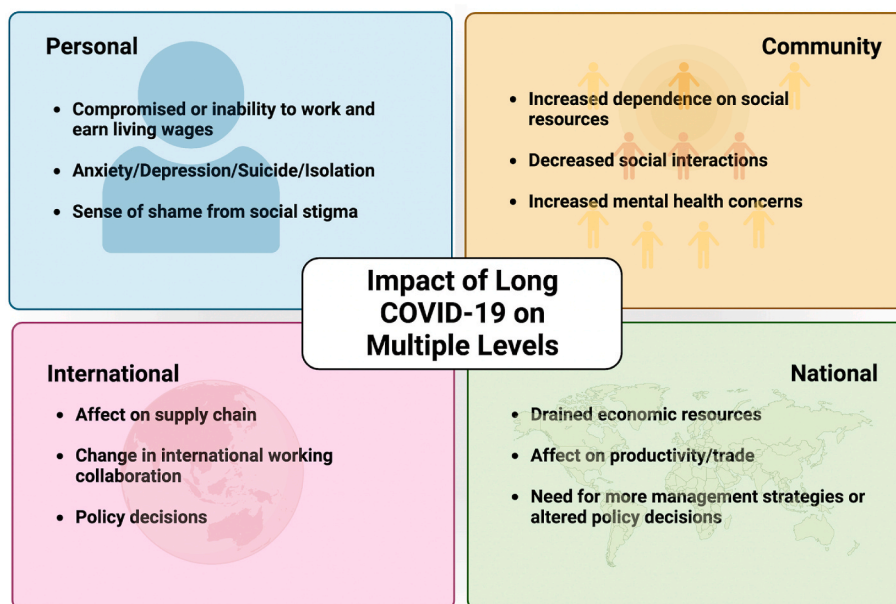 Personal
• Compromised or inability to work and
earn living wages
• Anxiety/Depression/Suicide/Isolation
• Sense of shame from social stigma
Community
• Increased dependence on social
resources
• Decreased social interactions
• Increased mental health concerns
Impact of Long
COVID-19 on
Multiple Levels
International
• Affect on supply chain
• Change in international working
collaboration
• Policy decisions
National
• Drained economic resources
• Affect on productivity/trade
• Need for more management strategies or
altered policy decisions